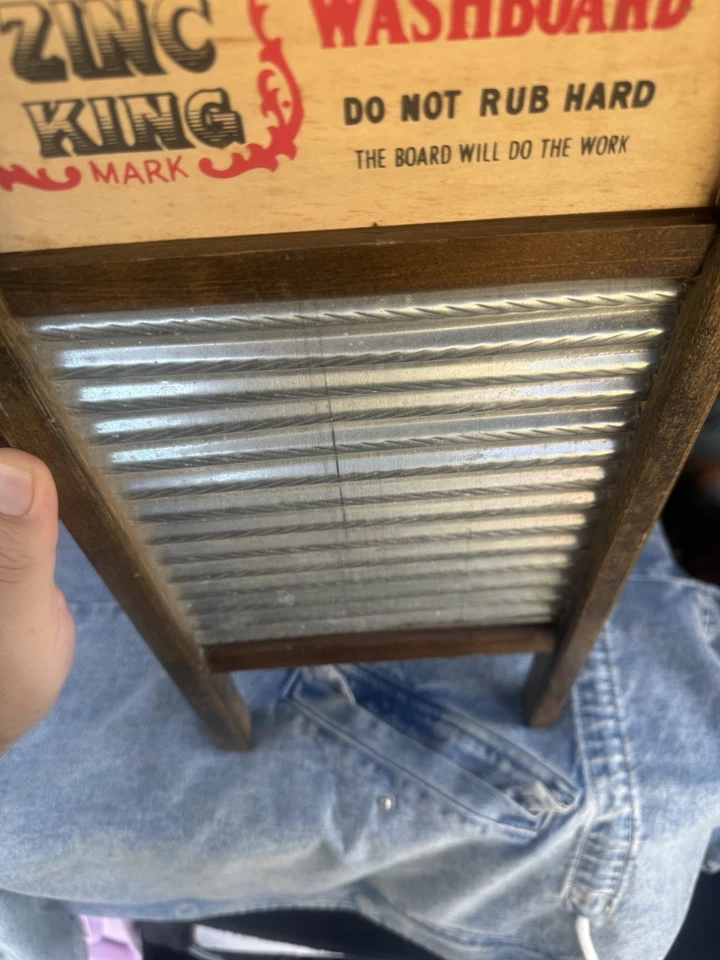 ZINC
KING
MARK
WASHBOARD
DO NOT RUB HARD
THE BOARD WILL DO THE WORK